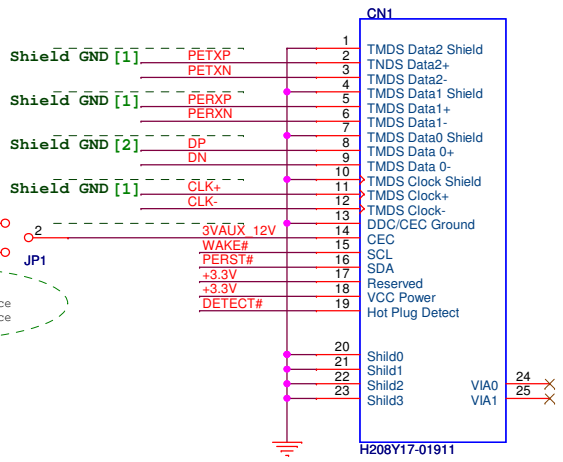 CN1
1 TMDS Data2 Shield
Shield GND [1] PETXP 2 TNDS Data2+
PETXN 3 TMDS Data2-
4 TMDS Data1 Shield
Shield GND [1] PERXP 5 TMDS Data1+
PERXN 6 TMDS Data1-
7 TMDS Data0 Shield
Shield GND [2] DP 8 TMDS Data 0+
DN 9 TMDS Data 0-
10 TMDS Clock Shield
Shield GND [1] CLK+ 11 TMDS Clock+
CLK- 12 TMDS Clock-
13 DDC/CEC Ground
2 3VAUX_12V 14 CEC
WAKE# 15 SCL
JP1 PERST# 16 SDA
+3.3V 17 Reserved
+3.3V 18 VCC Power
ce DETECT# 19 Hot Plug Detect
ce
20 Shild0
21 Shild1
22 Shild2 VIA0 24
23 Shild3 VIA1 25
H208Y17-01911